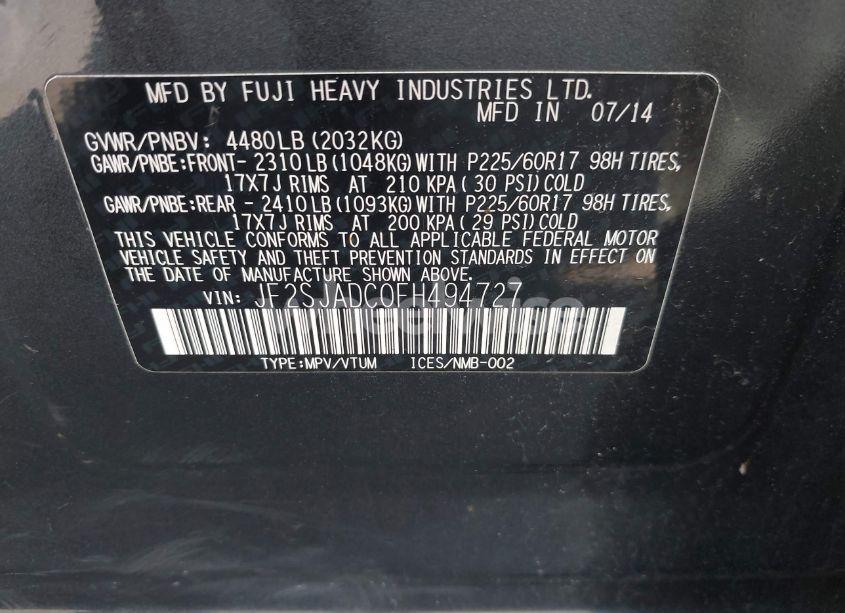 MFD BY FUJI HEAVY INDUSTRIES LTD.
MFD IN 07/14
GVWR/PNBV: 4480LB (2032KG)
GAWR/PNBE:FRONT- 2310LB (1048KG) WITH P225/60R17 98H TIRES,
17X7J RIMS AT 210 KPA( 30 PSI) COLD
GAWR/PNBE:REAR - 2410LB (1093KG) WITH P225/60R17 98H TIRES,
17X7J RIMS AT 200 KPA( 29 PSI) COLD
THIS VEHICLE CONFORMS TO ALL APPLICABLE FEDERAL MOTOR
VEHICLE SAFETY AND THEFT PREVENTION STANDARDS IN EFFECT ON
THE DATE OF MANUFACTURE SHOWN ABOVE.
VIN: JF2SJADC0FH494727
TYPE:MPV/VTUM ICES/NMB-002